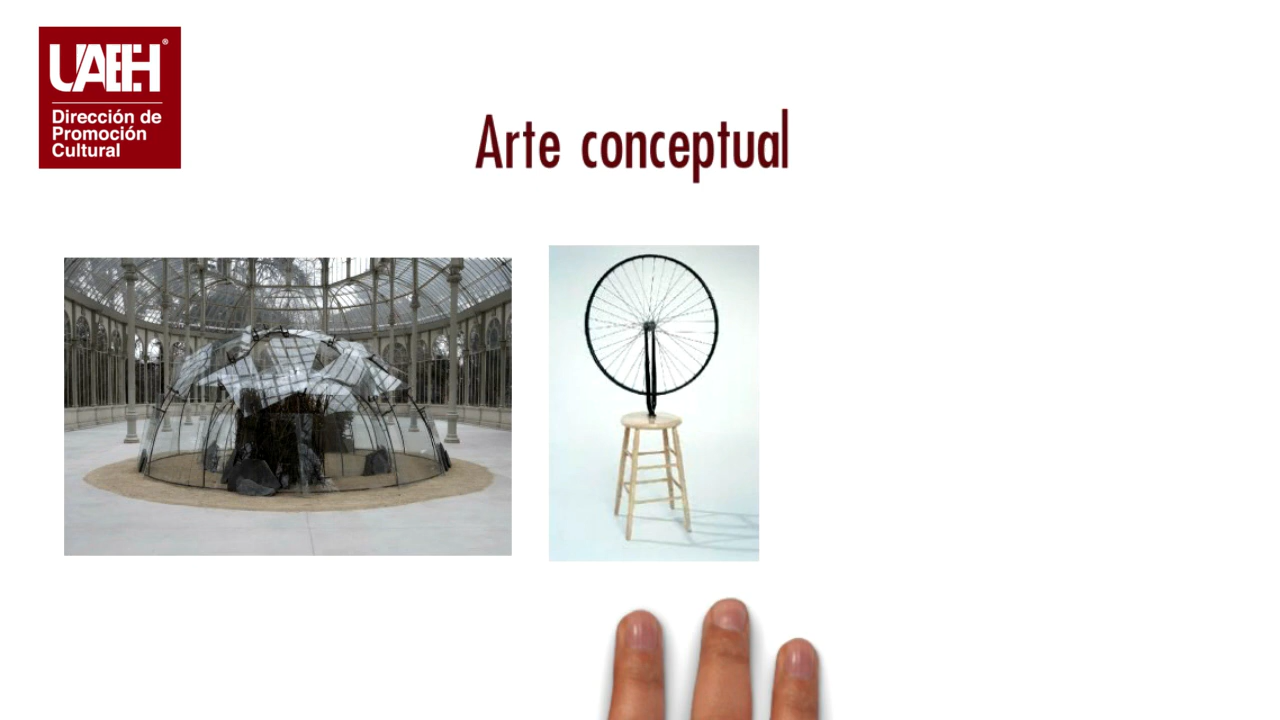 UAEH®
Dirección de
Promoción
Cultural
Arte conceptual